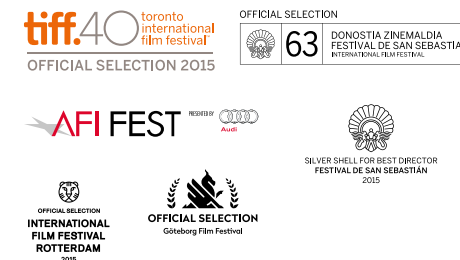 tiff.40 toronto
international
film festival
OFFICIAL SELECTION 2015
OFFICIAL SELECTION
63 DONOSTIA ZINEMALDIA
FESTIVAL DE SAN SEBASTIÁ
INTERNATIONAL FILM FESTIVAL
AFI FEST PRESENTED BY
Audi
SILVER SHELL FOR BEST DIRECTOR
FESTIVAL DE SAN SEBASTIÁN
2015
OFFICIAL SELECTION
INTERNATIONAL
FILM FESTIVAL
ROTTERDAM
2015
OFFICIAL SELECTION
Göteborg Film Festival